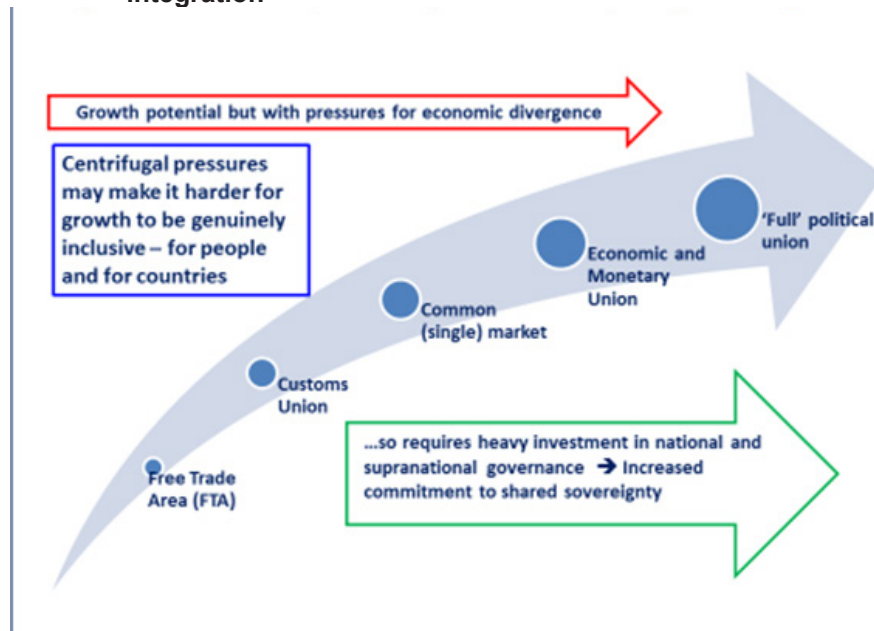 Integration
Growth potential but with pressures for economic divergence
Centrifugal pressures
may make it harder for
growth to be genuinely
inclusive – for people
and for countries
'Full' political
union
Economic and
Monetary
Union
Common
(single) market
Customs
Union
Free Trade
Area (FTA)
...so requires heavy investment in national and
supranational governance ➔ Increased
commitment to shared sovereignty